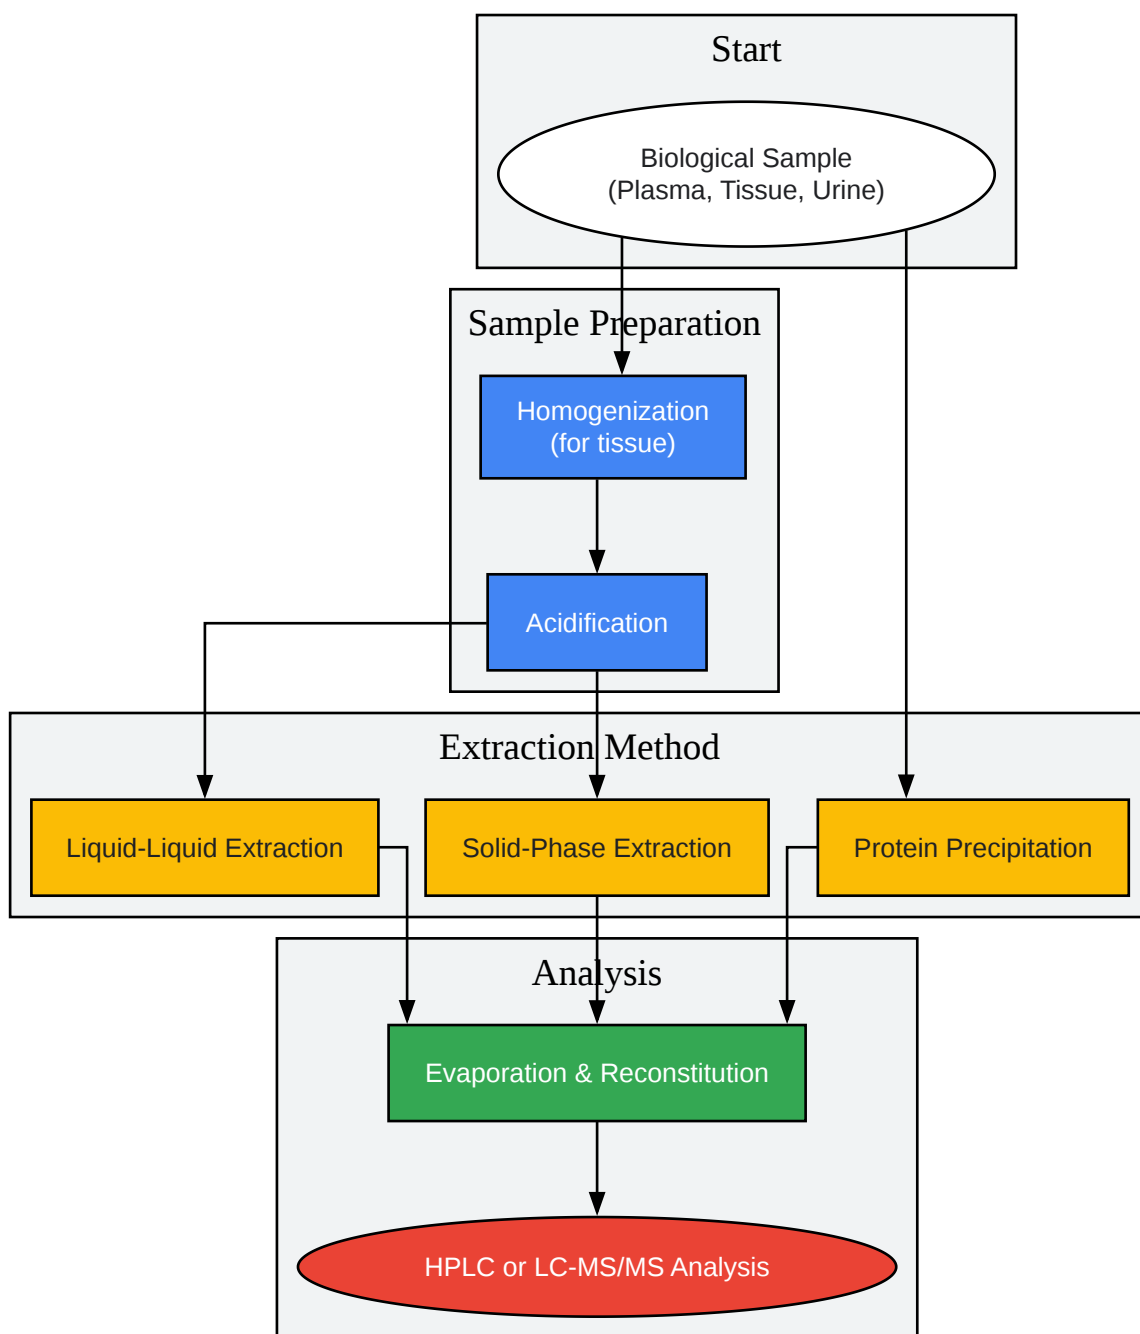 Start
Biological Sample
(Plasma, Tissue, Urine)
Sample Preparation
Homogenization
(for tissue)
Acidification
Extraction Method
Liquid-Liquid Extraction
Solid-Phase Extraction
Protein Precipitation
Analysis
Evaporation & Reconstitution
HPLC or LC-MS/MS Analysis